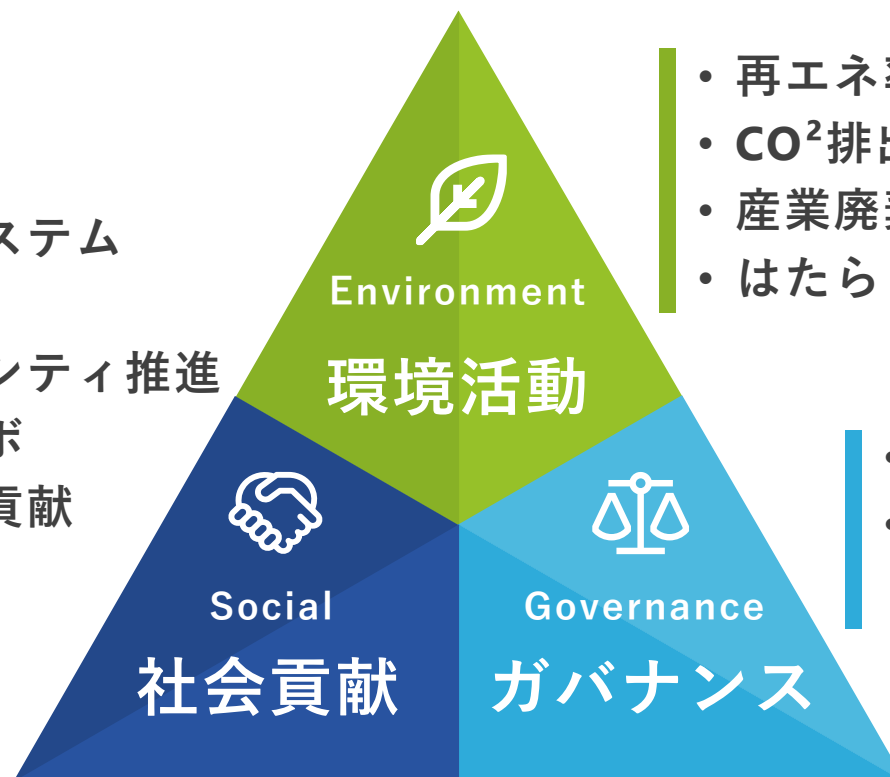 再エネ
CO²排
産業廃
はたら
ステム
ンティ推進
ボ
貢献
Environment
環境活動
Social
社会貢献
Governance
ガバナンス